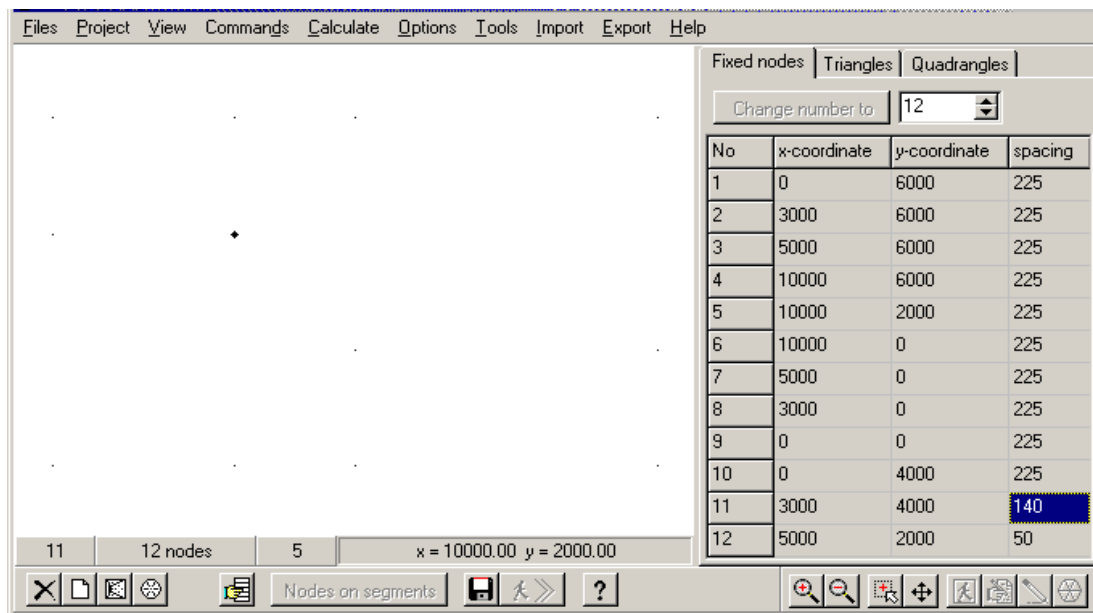 Files Project View Commands Calculate Options Tools Import Export Help
Fixed nodes Triangles Quadrangles
Change number to 12
No x-coordinate y-coordinate spacing
1 0 6000 225
2 3000 6000 225
3 5000 6000 225
4 10000 6000 225
5 10000 2000 225
6 10000 0 225
7 5000 0 225
8 3000 0 225
9 0 0 225
10 0 4000 225
11 3000 4000 140
12 5000 2000 50
11 12 nodes 5 x = 10000.00 y = 2000.00
Nodes on segments ?